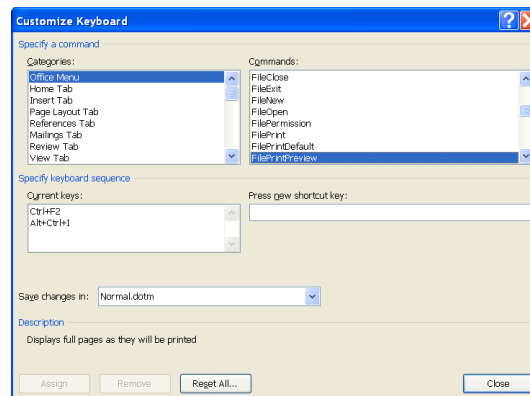 Customize Keyboard
Specify a command
Categories:
Commands:
Office Menu
Home Tab
Insert Tab
Page Layout Tab
References Tab
Mailings Tab
Review Tab
View Tab
FileClose
FileExit
FileNew
FileOpen
FilePermission
FilePrint
FilePrintDefault
FilePrintPreview
Specify keyboard sequence
Current keys:
Press new shortcut key:
Ctrl+F2
Alt+Ctrl+I
Save changes in:
Normal.dotm
Description
Displays full pages as they will be printed
Assign
Remove
Reset All...
Close